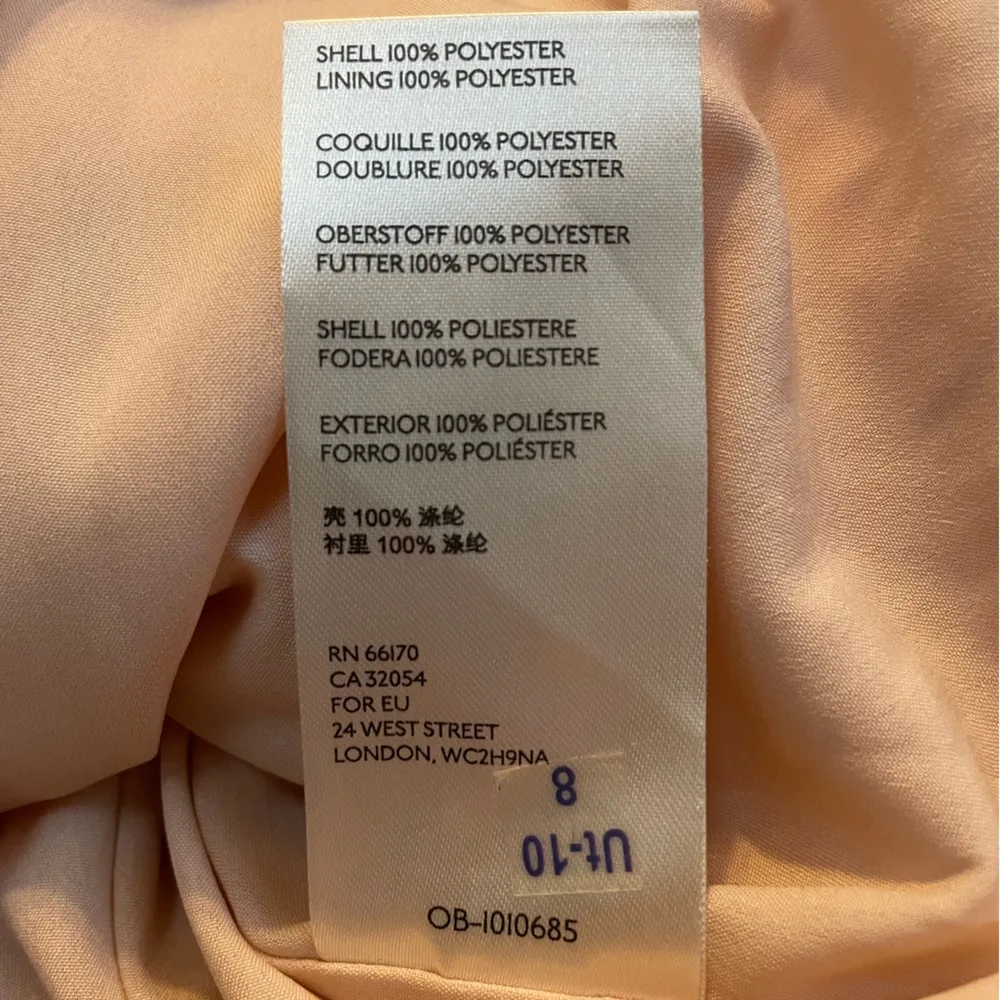 SHELL 100% POLYESTER
LINING 100% POLYESTER
COQUILLE 100% POLYESTER
DOUBLURE 100% POLYESTER
OBERSTOFF 100% POLYESTER
FUTTER 100% POLYESTER
SHELL 100% POLIESTERE
FODERA 100% POLIESTERE
EXTERIOR 100% POLIÉSTER
FORRO 100% POLIÉSTER
壳 100% 涤纶
衬里 100% 涤纶
RN 66170
CA 32054
FOR EU
24 WEST STREET
LONDON, WC2H9NA
8
Ut-10
OB-1010685